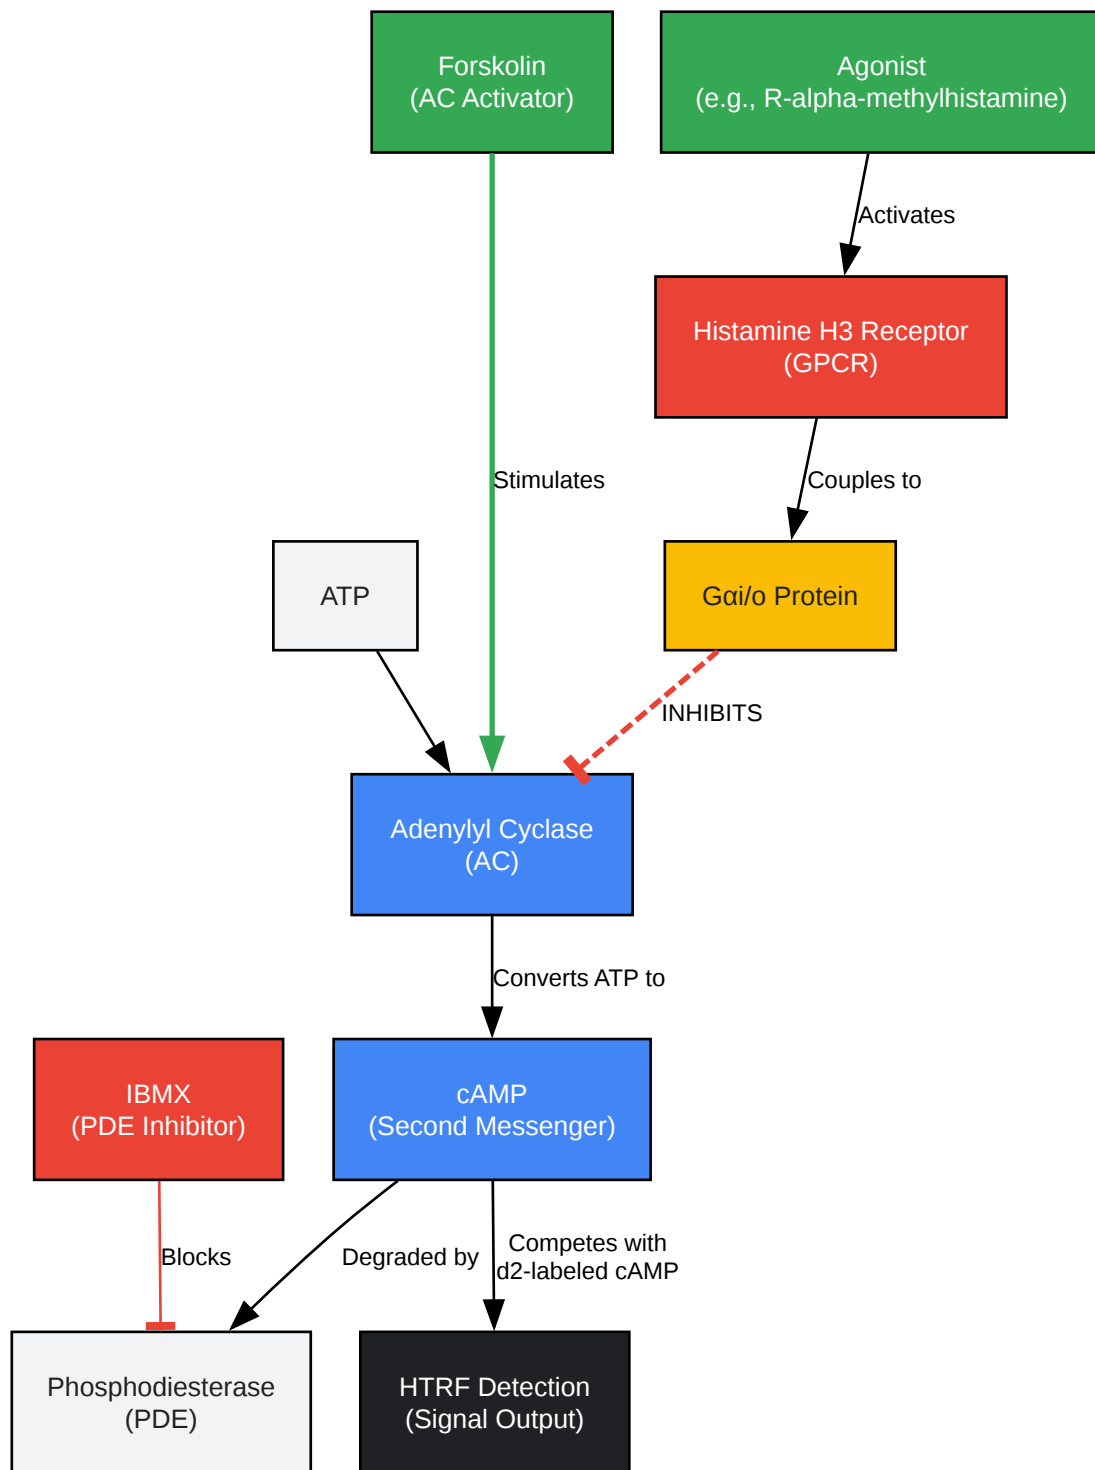 Forskolin
(AC Activator)
Agonist
(e.g., R-alpha-methylhistamine)
Activates
Histamine H3 Receptor
(GPCR)
Stimulates
Couples to
ATP
Gαi/o Protein
INHIBITS
Adenylyl Cyclase
(AC)
Converts ATP to
IBMX
(PDE Inhibitor)
cAMP
(Second Messenger)
Blocks
Degraded by
Competes with
d2-labeled cAMP
Phosphodiesterase
(PDE)
HTRF Detection
(Signal Output)